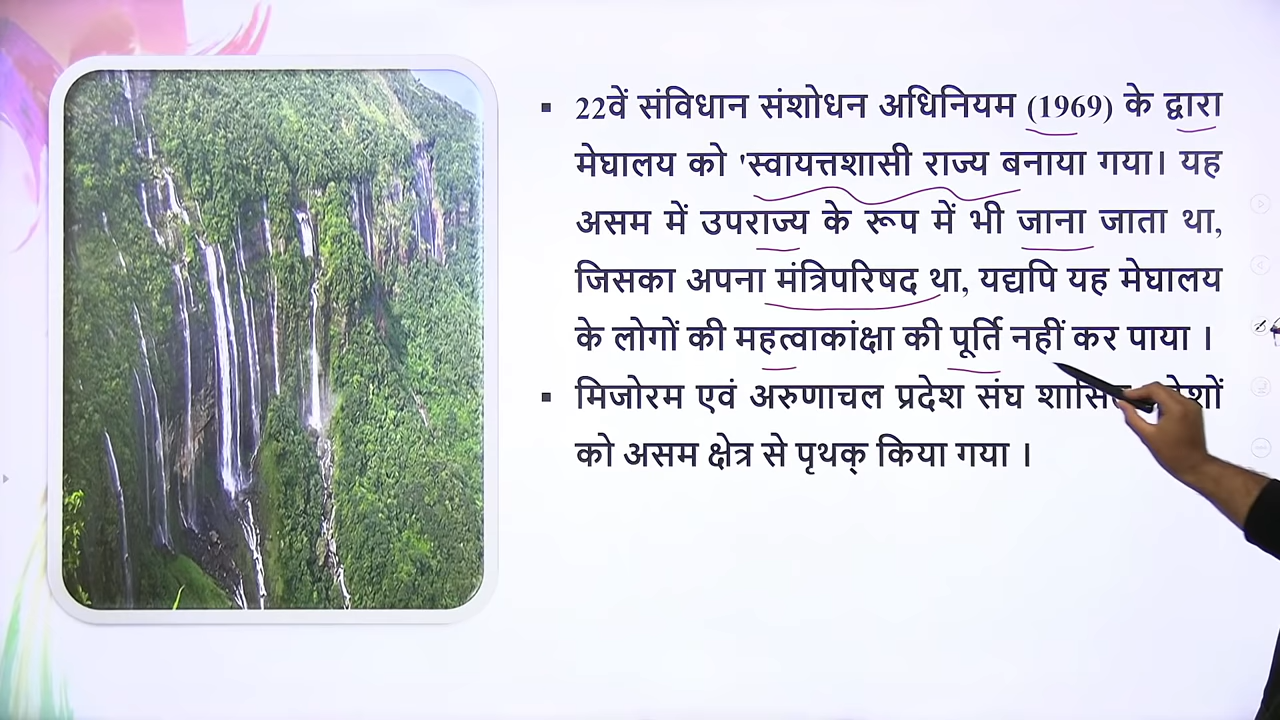 ▪ 22वें संविधान संशोधन अधिनियम (1969) के द्वारा
मेघालय को 'स्वायत्तशासी राज्य बनाया गया। यह
असम में उपराज्य के रूप में भी जाना जाता था,
जिसका अपना मंत्रिपरिषद था, यद्यपि यह मेघालय
के लोगों की महत्वाकांक्षा की पूर्ति नहीं कर पाया ।
▪ मिजोरम एवं अरुणाचल प्रदेश संघ
को असम क्षेत्र से पृथक् किया गया ।